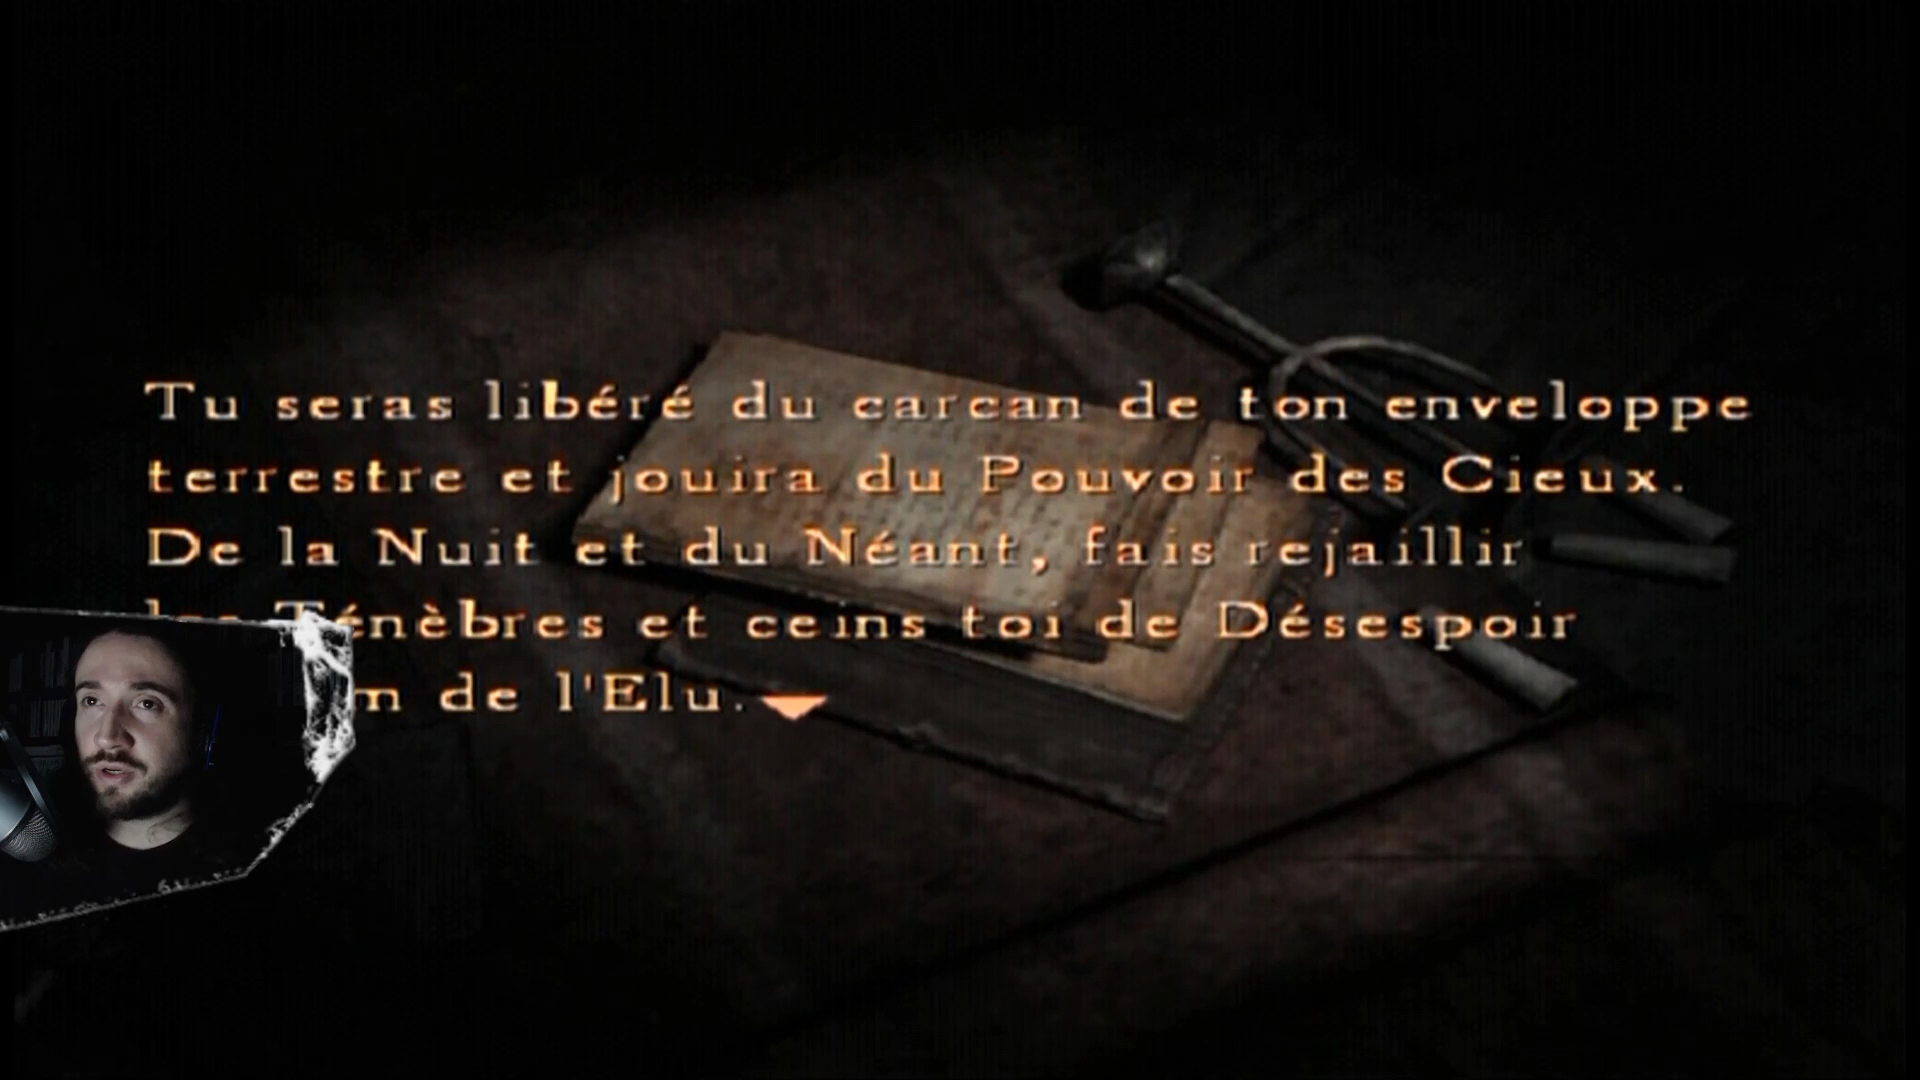 Tu seras libéré du carcan de ton enveloppe
terrestre et jouira du Pouvoir des Cieux.
De la Nuit et du Néant, fais rejaillir
Ténèbres et ceins toi de Désespoir
de l'Elu.